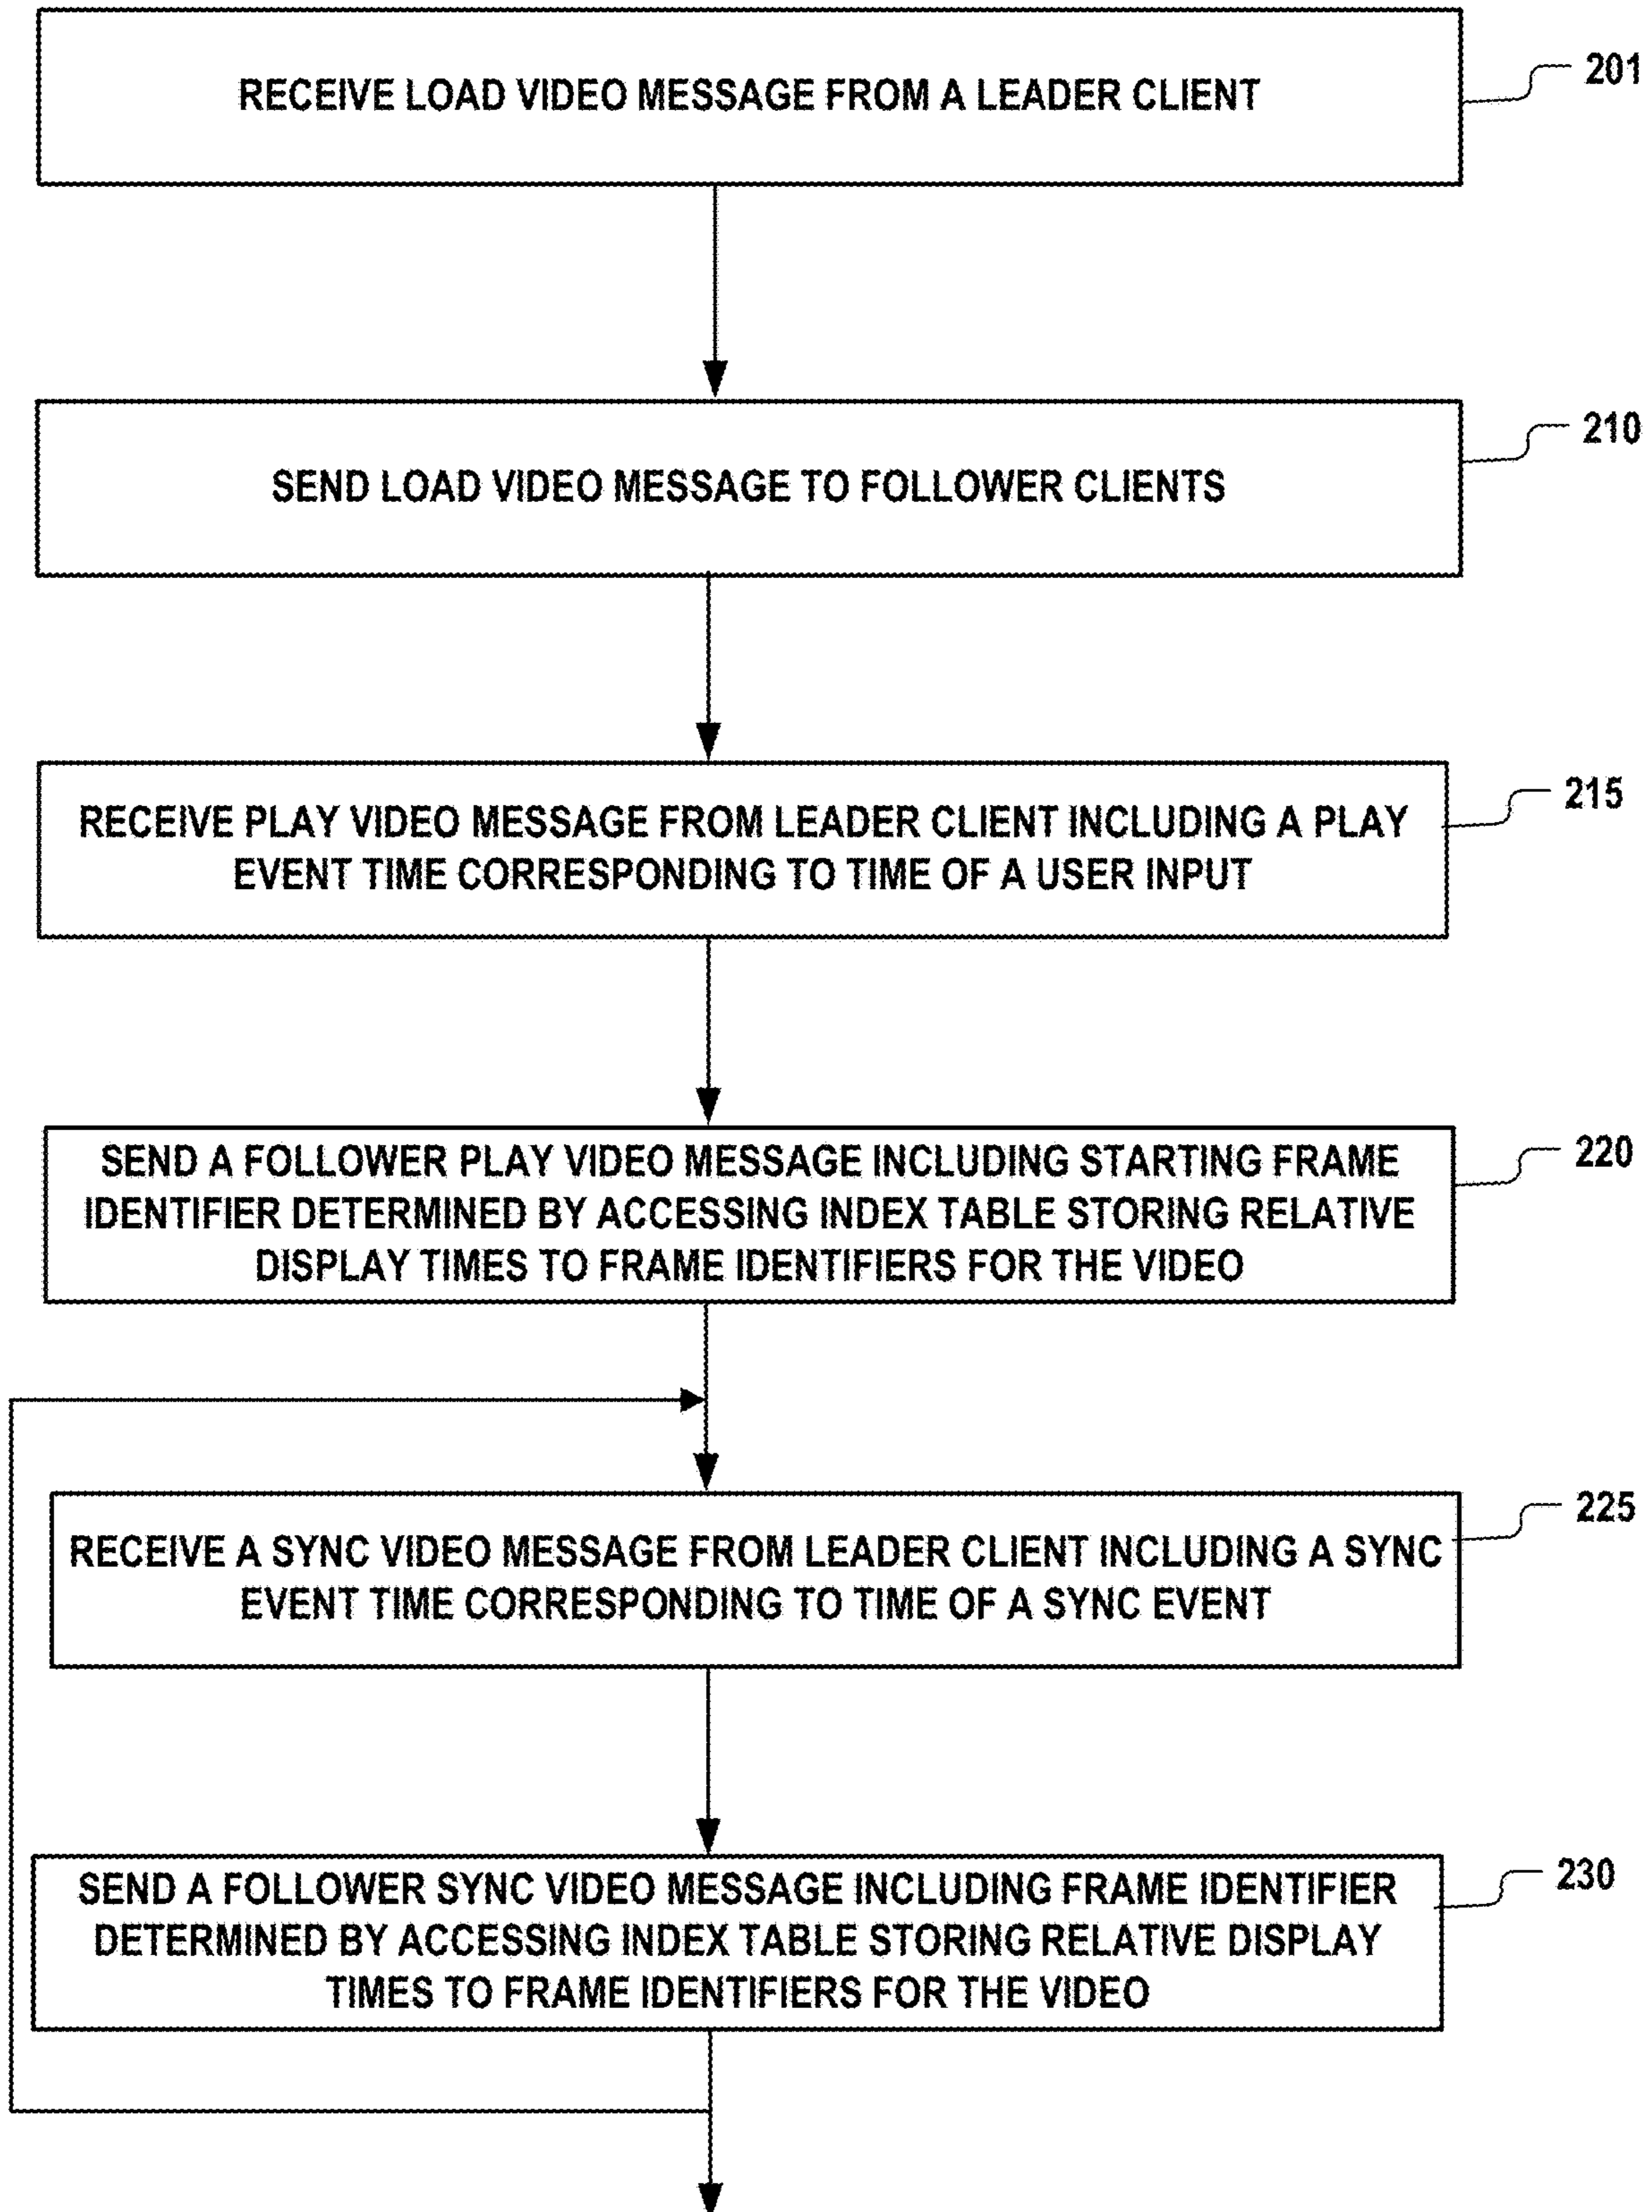 RECEIVE LOAD VIDEO MESSAGE FROM A LEADER CLIENT
201
SEND LOAD VIDEO MESSAGE TO FOLLOWER CLIENTS
210
RECEIVE PLAY VIDEO MESSAGE FROM LEADER CLIENT INCLUDING A PLAY
EVENT TIME CORRESPONDING TO TIME OF A USER INPUT
215
SEND A FOLLOWER PLAY VIDEO MESSAGE INCLUDING STARTING FRAME
IDENTIFIER DETERMINED BY ACCESSING INDEX TABLE STORING RELATIVE
DISPLAY TIMES TO FRAME IDENTIFIERS FOR THE VIDEO
220
RECEIVE A SYNC VIDEO MESSAGE FROM LEADER CLIENT INCLUDING A SYNC
EVENT TIME CORRESPONDING TO TIME OF A SYNC EVENT
225
SEND A FOLLOWER SYNC VIDEO MESSAGE INCLUDING FRAME IDENTIFIER
DETERMINED BY ACCESSING INDEX TABLE STORING RELATIVE DISPLAY
TIMES TO FRAME IDENTIFIERS FOR THE VIDEO
230